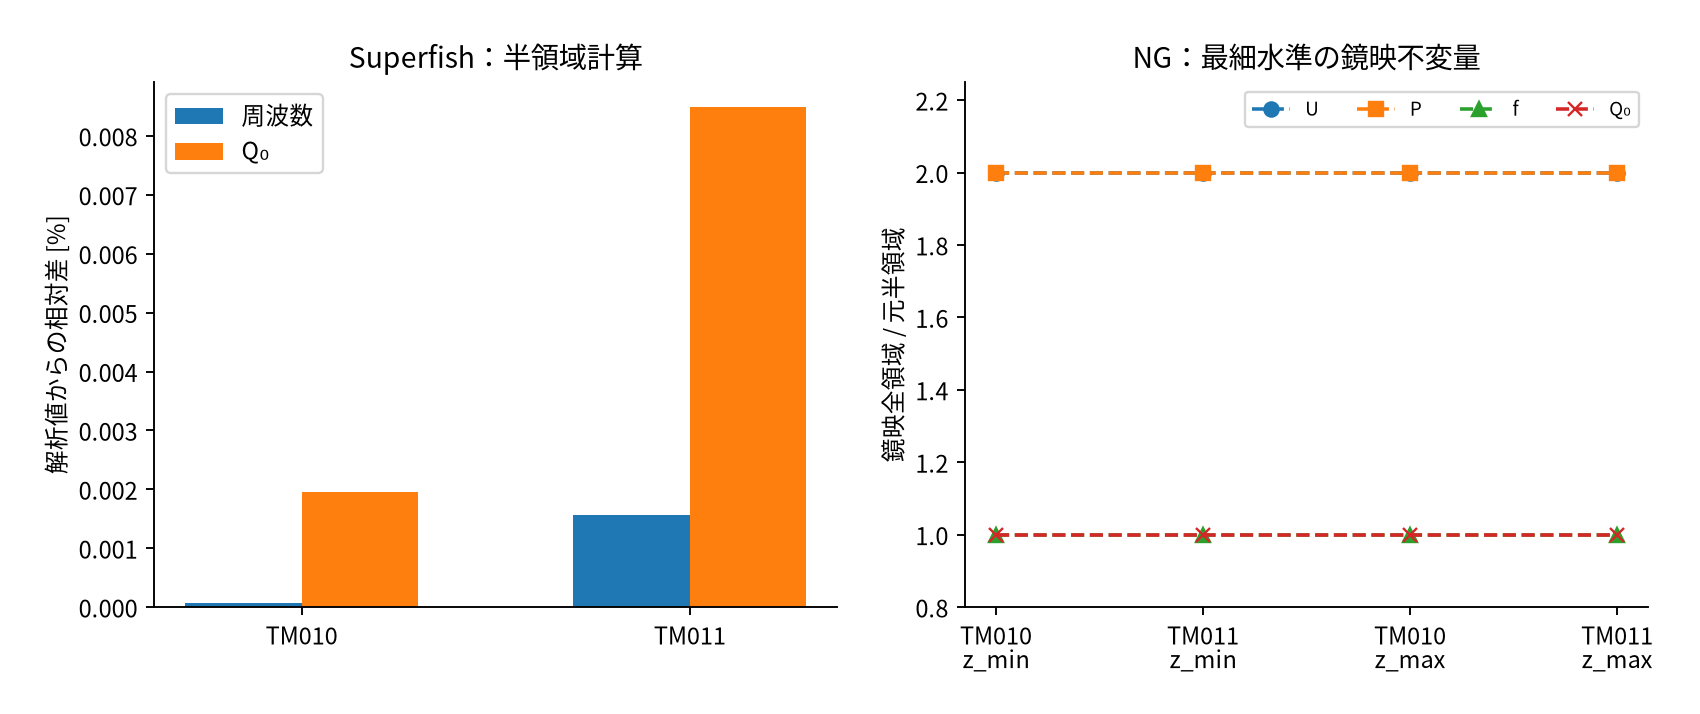 Superfish：半領域計算
周波数
Q₀
解析値からの相対差 [%]
0.008
0.007
0.006
0.005
0.004
0.003
0.002
0.001
0.000
TM010
TM011
NG：最細水準の鏡映不変量
U
P
f
Q₀
鏡映全領域 / 元半領域
2.2
2.0
1.8
1.6
1.4
1.2
1.0
0.8
TM010
z_min
TM011
z_min
TM010
z_max
TM011
z_max